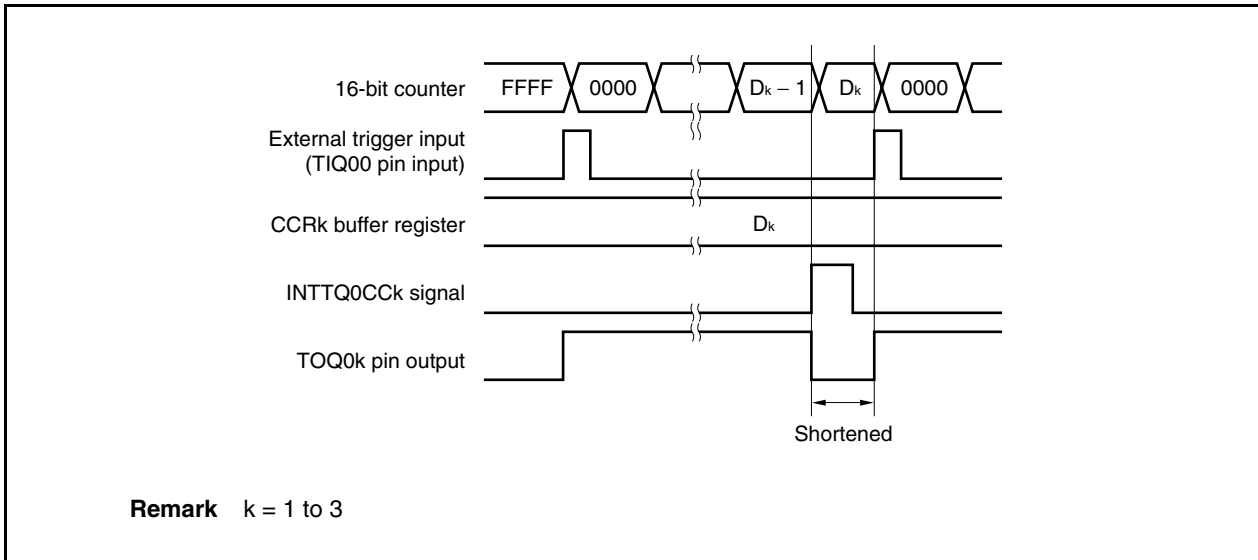 16-bit counter
FFFF 0000 Dk − 1 Dk 0000
External trigger input
(TIQ00 pin input)
CCRk buffer register
Dk
INTTQ0CCk signal
TOQ0k pin output
Shortened
Remark k = 1 to 3